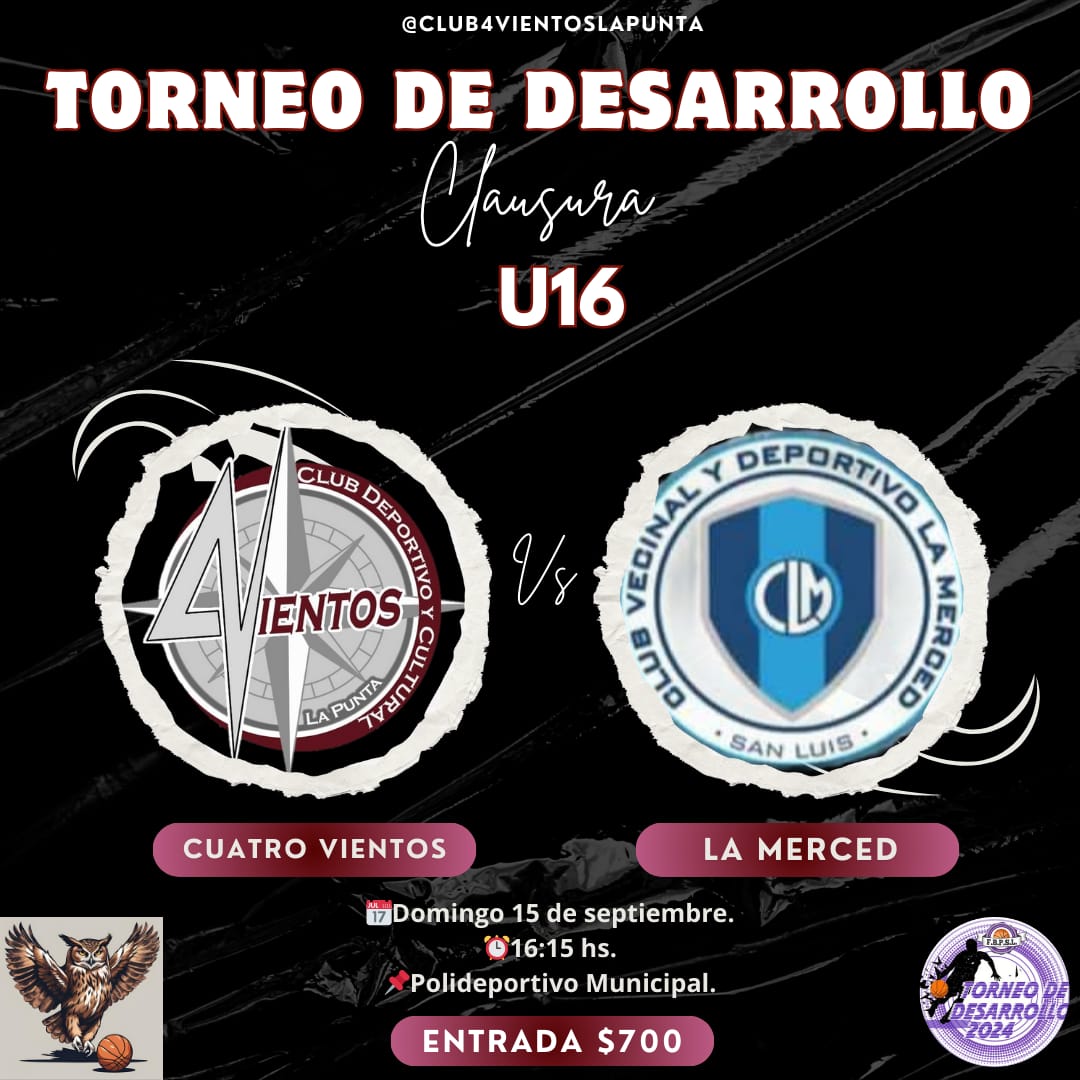 @CLUB4VIENTOSLAPUNTA
TORNEO DE DESARROLLO
Clausura
U16
4VIENTOS
CLUB DEPORTIVO Y CULTURAL
LA PUNTA
Vs
CLUB VECINAL Y DEPORTIVO LA MERCED
CLM
· SAN LUIS ·
CUATRO VIENTOS
LA MERCED
JUL
17
Domingo 15 de septiembre.
16:15 hs.
Polideportivo Municipal.
ENTRADA $700
F.B.P.S.L.
TORNEO DE
DESARROLLO
2024